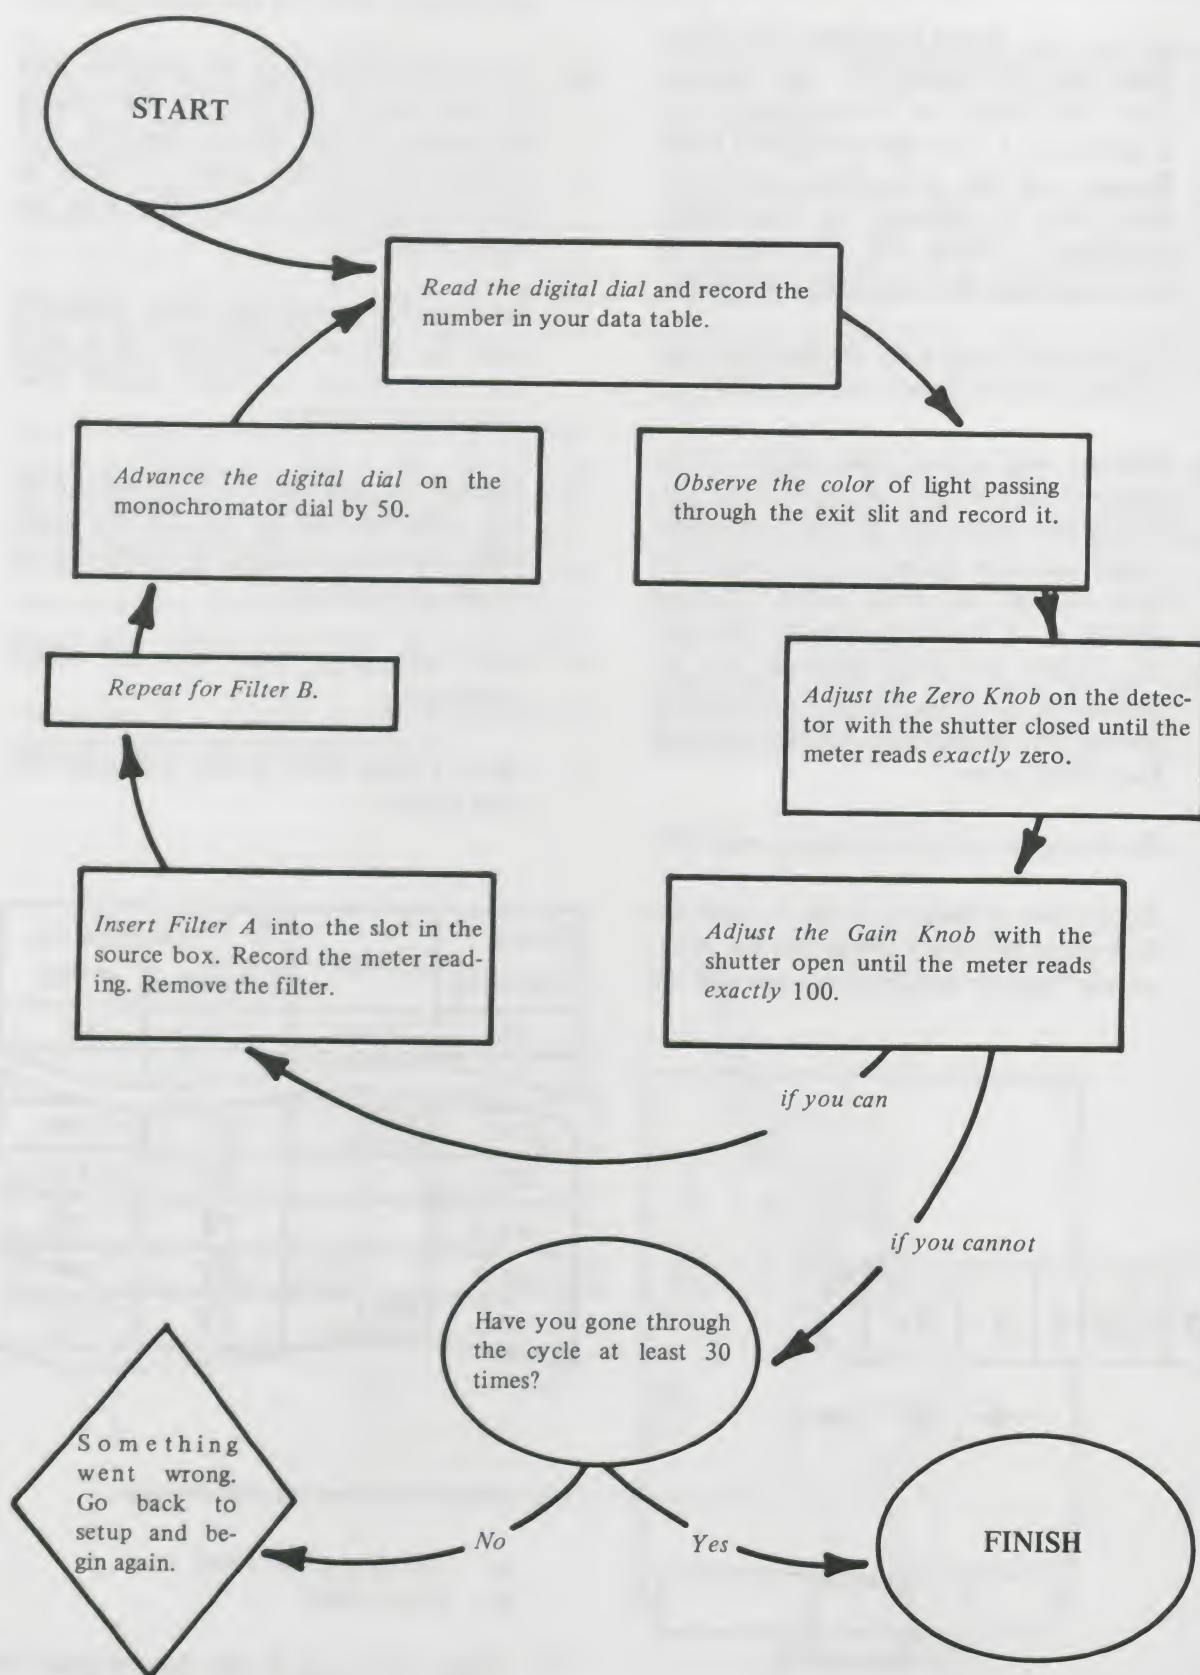 START
Read the digital dial and record the
number in your data table.
Advance the digital dial on the
monochromator dial by 50.
Observe the color of light passing
through the exit slit and record it.
Repeat for Filter B.
Adjust the Zero Knob on the detec-
tor with the shutter closed until the
meter reads exactly zero.
Insert Filter A into the slot in the
source box. Record the meter read-
ing. Remove the filter.
Adjust the Gain Knob with the
shutter open until the meter reads
exactly 100.
if you can
if you cannot
Have you gone through
the cycle at least 30
times?
Something
went wrong.
Go back to
setup and be-
gin again.
No
Yes
FINISH